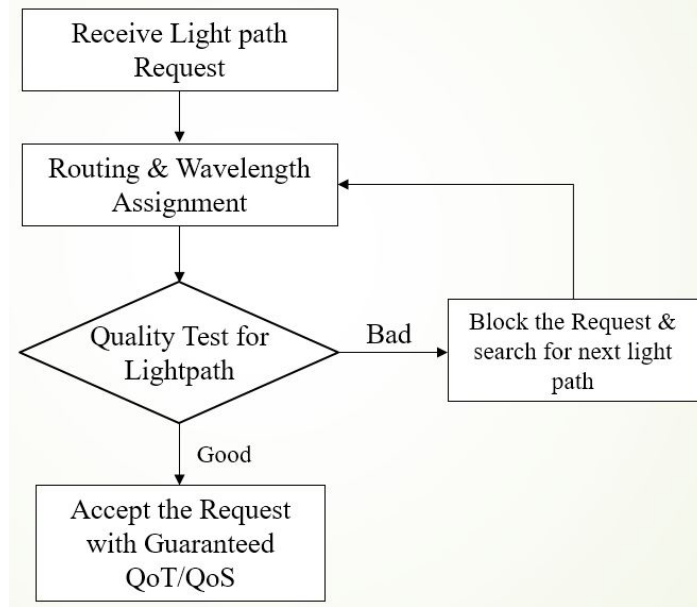 Receive Light path
Request
Routing & Wavelength
Assignment
Quality Test for
Lightpath
Bad
Block the Request &
search for next light
path
Good
Accept the Request
with Guaranteed
QoT/QoS